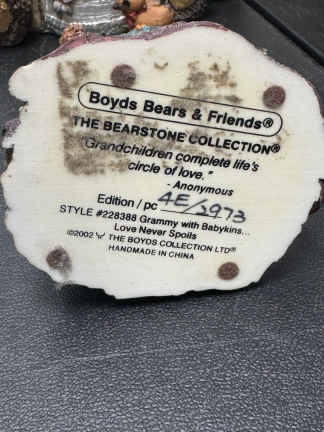 Boyds Bears & Friends®
THE BEARSTONE COLLECTION®
"Grandchildren complete life's
circle of love."
- Anonymous
Edition / pc 4E/2973
STYLE #228388 Grammy with Babykins...
Love Never Spoils
©2002 THE BOYDS COLLECTION LTD®
HANDMADE IN CHINA